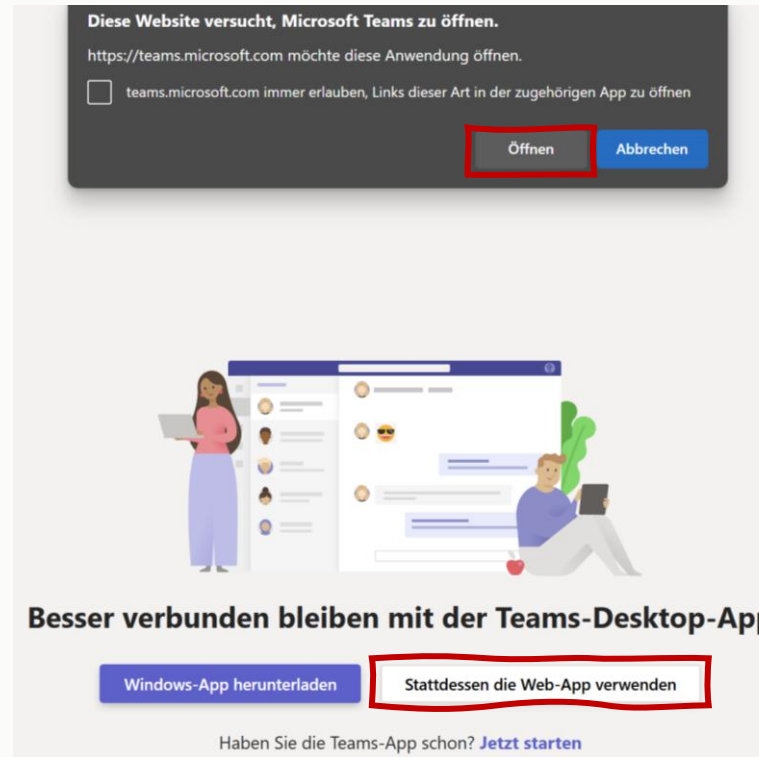 Diese Website versucht, Microsoft Teams zu öffnen.
https://teams.microsoft.com möchte diese Anwendung öffnen.
teams.microsoft.com immer erlauben, Links dieser Art in der zugehörigen App zu öffnen
Öffnen Abbrechen
Besser verbunden bleiben mit der Teams-Desktop-App
Windows-App herunterladen Stattdessen die Web-App verwenden
Haben Sie die Teams-App schon? Jetzt starten